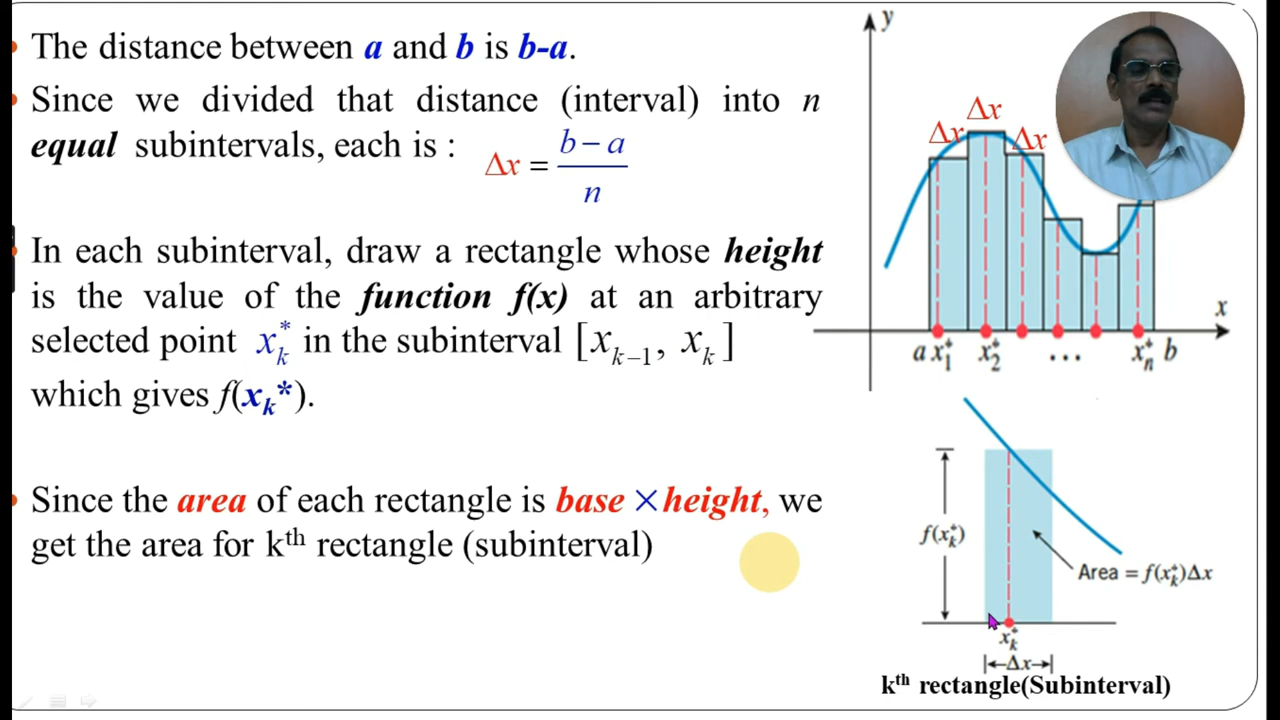 The distance between a and b is b-a.
Since we divided that distance (interval) into n
equal subintervals, each is : Δx = b − a / n
In each subinterval, draw a rectangle whose height
is the value of the function f(x) at an arbitrary
selected point x*k in the subinterval [xk−1, xk]
which gives f(xk*).
Since the area of each rectangle is base × height, we
get the area for kth rectangle (subinterval)
y
Δx
Δx
Δx
x
a x*1 x*2 ... x*n b
f(x*k)
Area = f(x*k)Δx
x*k
Δx
kth rectangle(Subinterval)